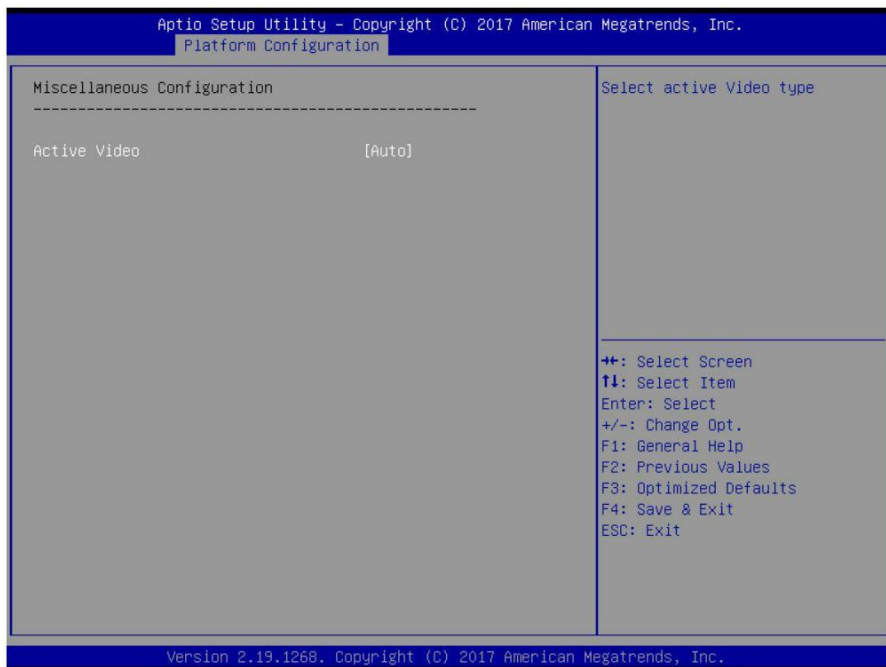 Aptio Setup Utility – Copyright (C) 2017 American Megatrends, Inc.
Platform Configuration
Miscellaneous Configuration
--------------------------------------------------
Active Video [Auto]
Select active Video type
→←: Select Screen
↑↓: Select Item
Enter: Select
+/-: Change Opt.
F1: General Help
F2: Previous Values
F3: Optimized Defaults
F4: Save & Exit
ESC: Exit
Version 2.19.1268. Copyright (C) 2017 American Megatrends, Inc.